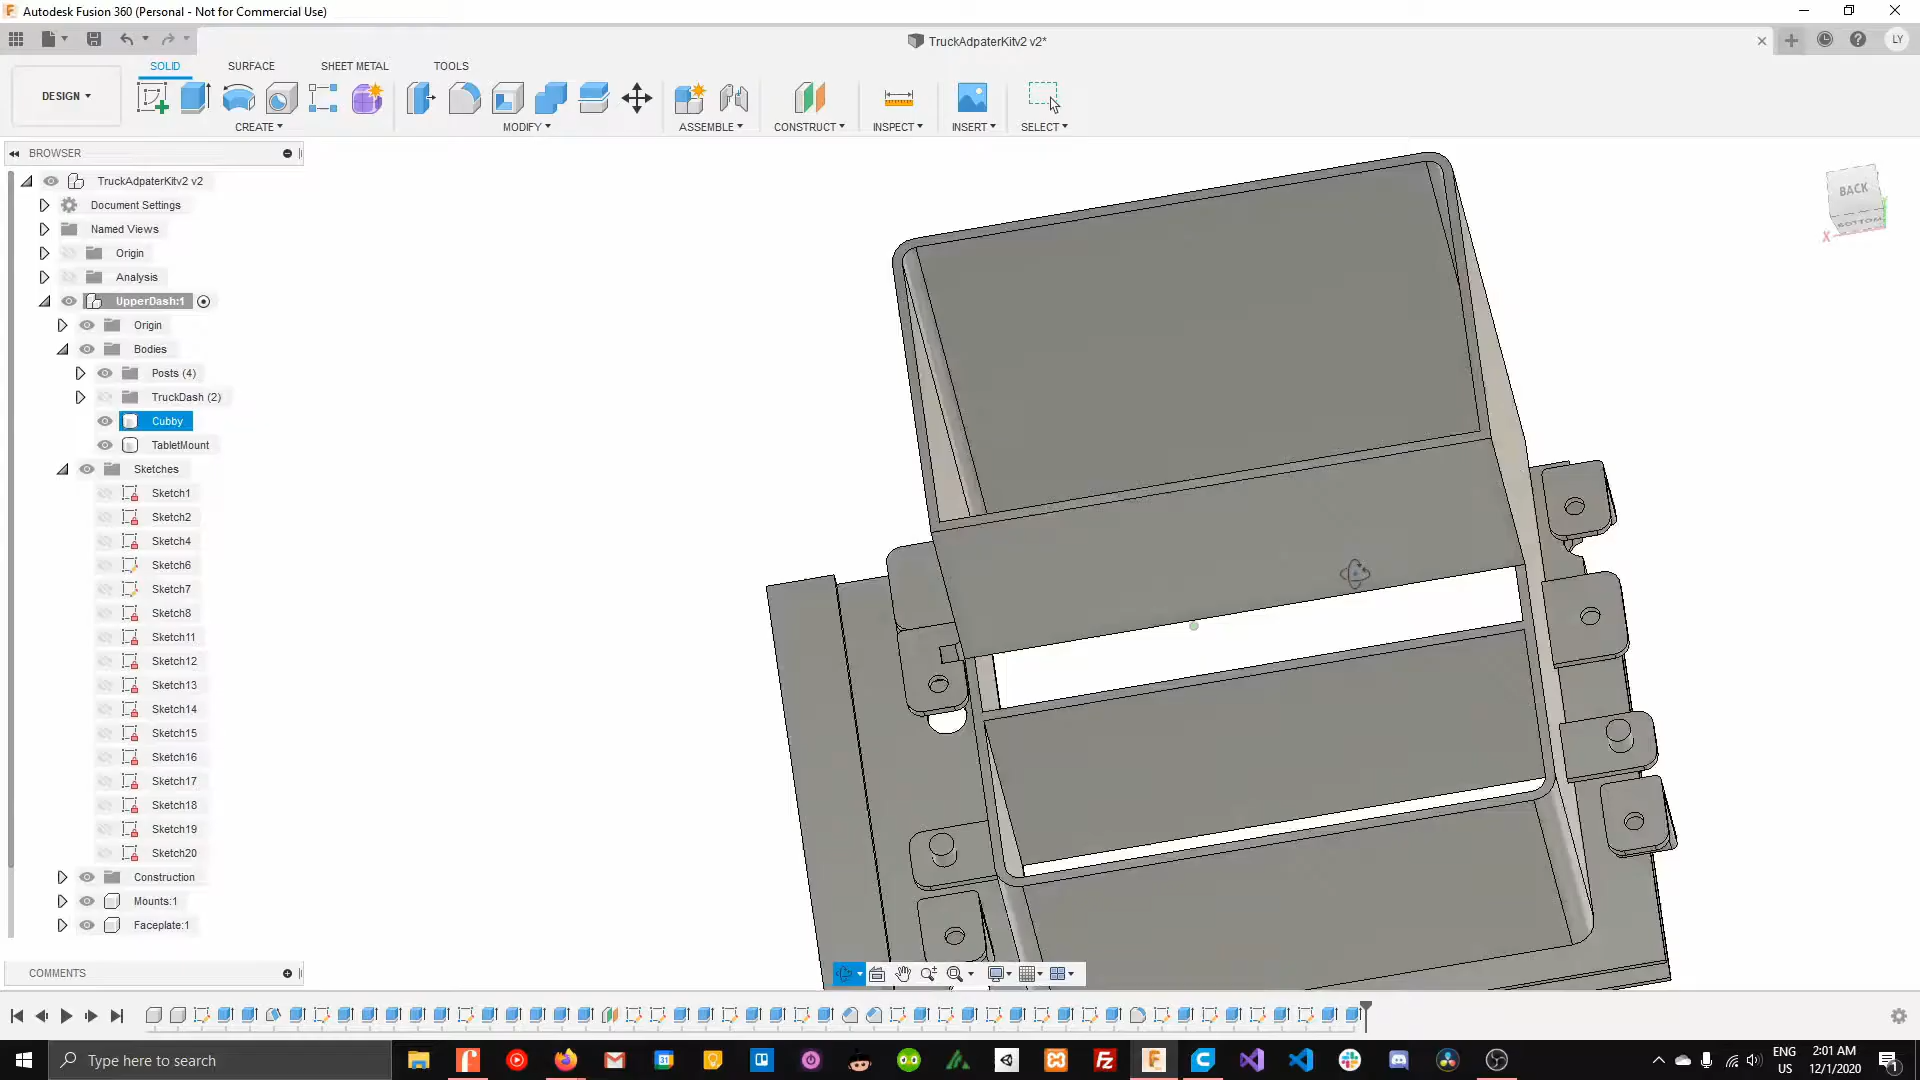 Autodesk Fusion 360 (Personal - Not for Commercial Use)
TruckAdpaterKitv2 v2*
LY
DESIGN
SOLID
SURFACE
SHEET METAL
TOOLS
CREATE
MODIFY
ASSEMBLE
CONSTRUCT
INSPECT
INSERT
SELECT
BROWSER
TruckAdpaterKitv2 v2
Document Settings
Named Views
Origin
Analysis
UpperDash:1
Origin
Bodies
Posts (4)
TruckDash (2)
Cubby
TabletMount
Sketches
Sketch1
Sketch2
Sketch4
Sketch6
Sketch7
Sketch8
Sketch11
Sketch12
Sketch13
Sketch14
Sketch15
Sketch16
Sketch17
Sketch18
Sketch19
Sketch20
Construction
Mounts:1
Faceplate:1
BACK
BOTTOM
X
COMMENTS
Type here to search
31
ENG
US
2:01 AM
12/1/2020
1